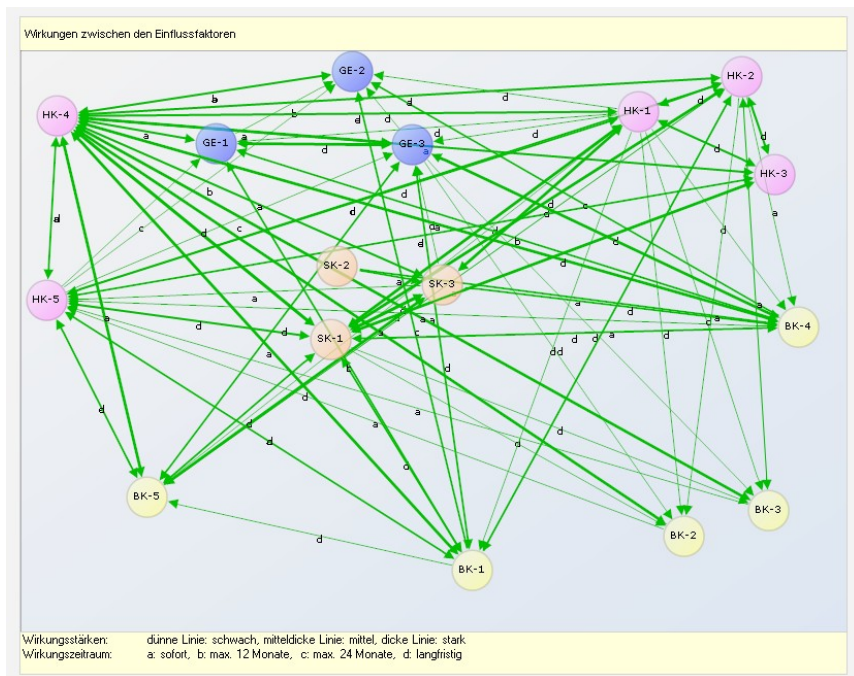 Wirkungen zwischen den Einflussfaktoren
GE-2
HK-2
HK-1
HK-4
GE-1
GE-3
HK-3
SK-2
SK-3
HK-5
BK-4
SK-1
BK-5
BK-3
BK-2
BK-1
Wirkungsstärken: dünne Linie: schwach, mitteldicke Linie: mittel, dicke Linie: stark
Wirkungszeitraum: a: sofort, b: max. 12 Monate, c: max. 24 Monate, d: langfristig